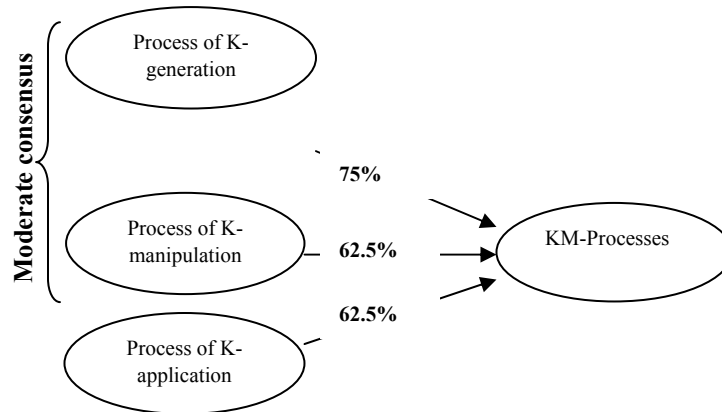 Moderate consensus
Process of K-
generation
75%
Process of K-
manipulation
62.5%
KM-Processes
62.5%
Process of K-
application